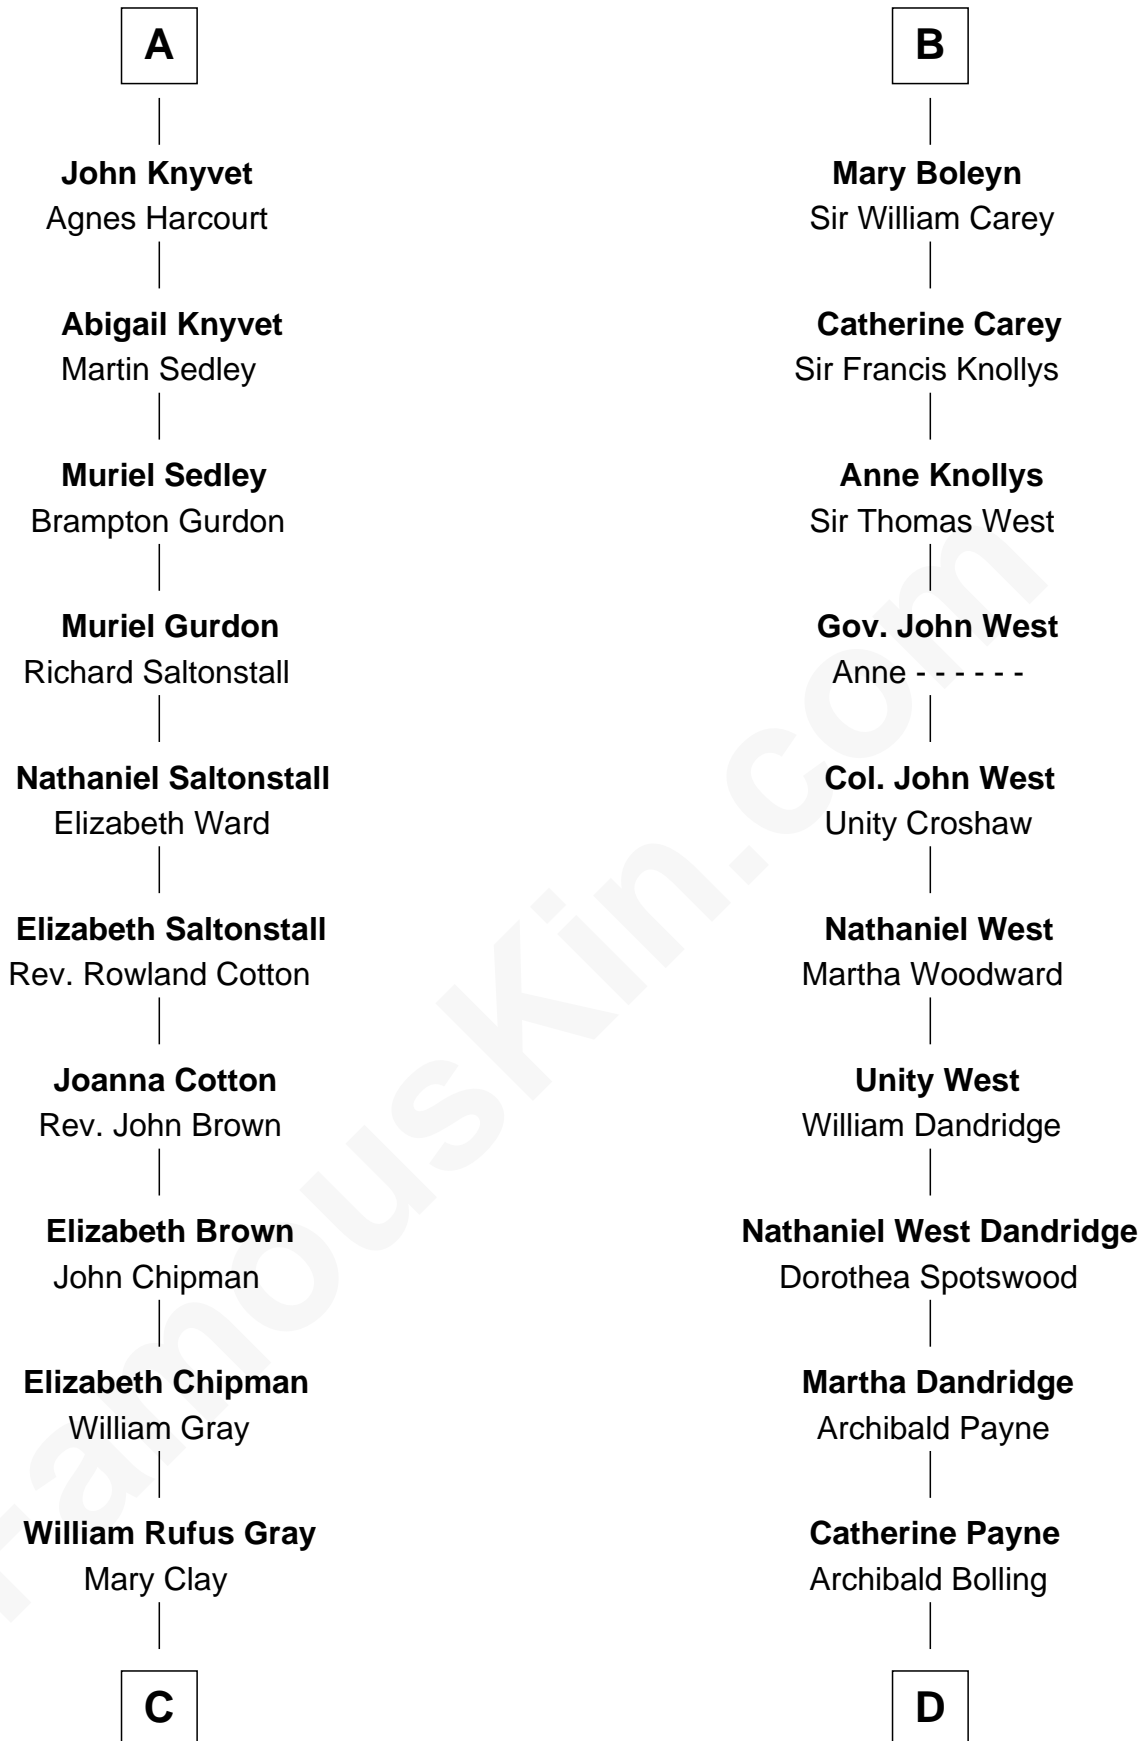 A
John Knyvet
Agnes Harcourt
Abigail Knyvet
Martin Sedley
Muriel Sedley
Brampton Gurdon
Muriel Gurdon
Richard Saltonstall
Nathaniel Saltonstall
Elizabeth Ward
Elizabeth Saltonstall
Rev. Rowland Cotton
Joanna Cotton
Rev. John Brown
Elizabeth Brown
John Chipman
Elizabeth Chipman
William Gray
William Rufus Gray
Mary Clay
C
B
Mary Boleyn
Sir William Carey
Catherine Carey
Sir Francis Knollys
Anne Knollys
Sir Thomas West
Gov. John West
Anne - - - - - -
Col. John West
Unity Croshaw
Nathaniel West
Martha Woodward
Unity West
William Dandridge
Nathaniel West Dandridge
Dorothea Spotswood
Martha Dandridge
Archibald Payne
Catherine Payne
Archibald Bolling
D
FamousKin.com